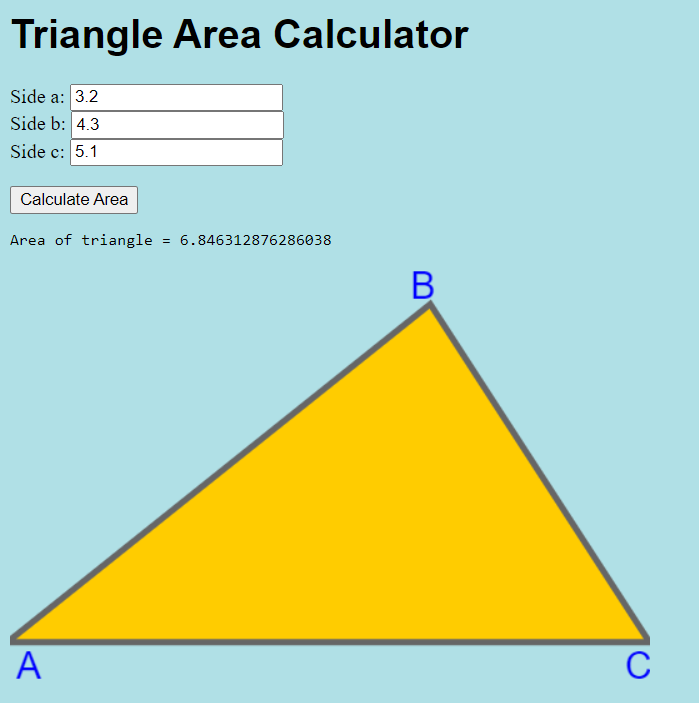 Triangle Area Calculator
Side a: 3.2
Side b: 4.3
Side c: 5.1
Calculate Area
Area of triangle = 6.846312876286038
B
A C